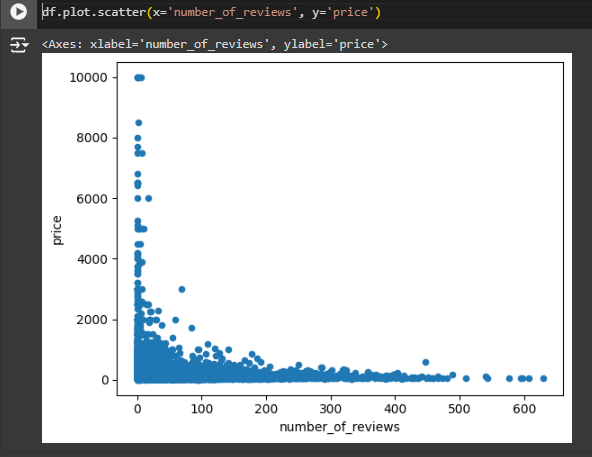 df.plot.scatter(x='number_of_reviews', y='price')
<Axes: xlabel='number_of_reviews', ylabel='price'>
10000
8000
6000
4000
2000
0
price
0 100 200 300 400 500 600
number_of_reviews